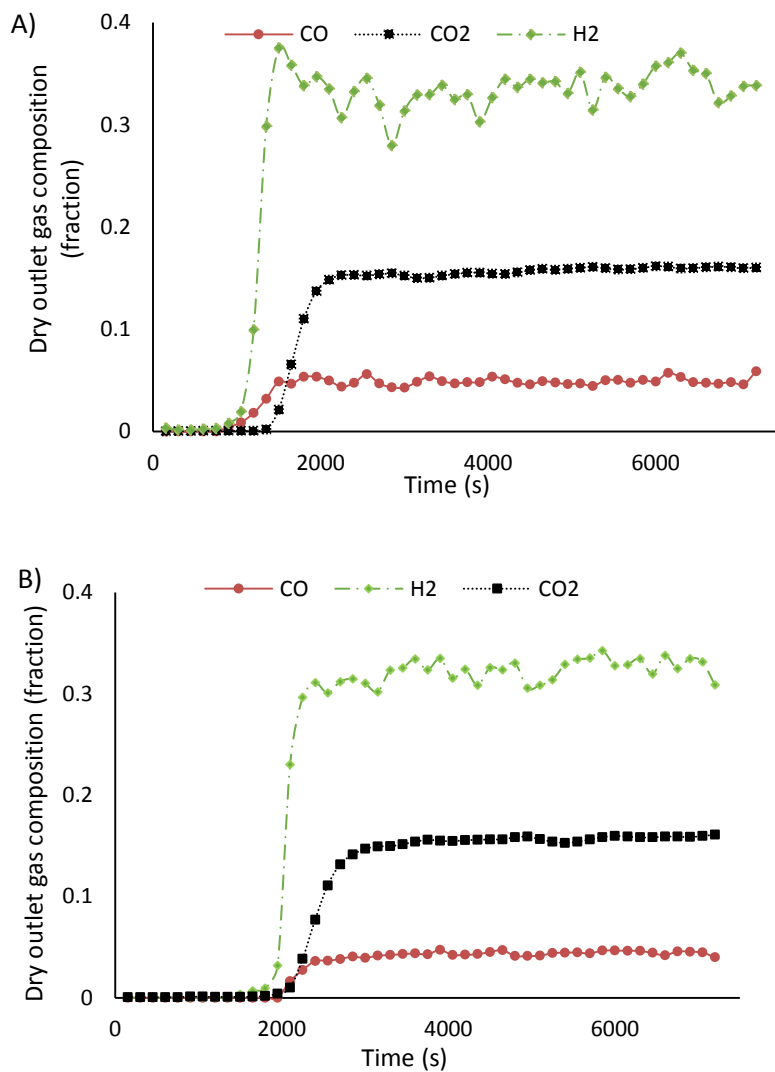 A)
CO CO2 H2
Dry outlet gas composition
(fraction)
0.4
0.3
0.2
0.1
0
0 2000 4000 6000
Time (s)
B)
CO H2 CO2
Dry outlet gas composition (fraction)
0.4
0.3
0.2
0.1
0
0 2000 4000 6000
Time (s)